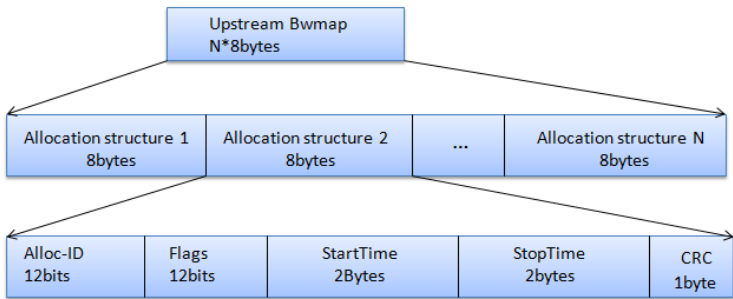 Upstream Bwmap
N*8bytes
Allocation structure 1
8bytes
Allocation structure 2
8bytes
...
Allocation structure N
8bytes
Alloc-ID
12bits
Flags
12bits
StartTime
2Bytes
StopTime
2bytes
CRC
1byte